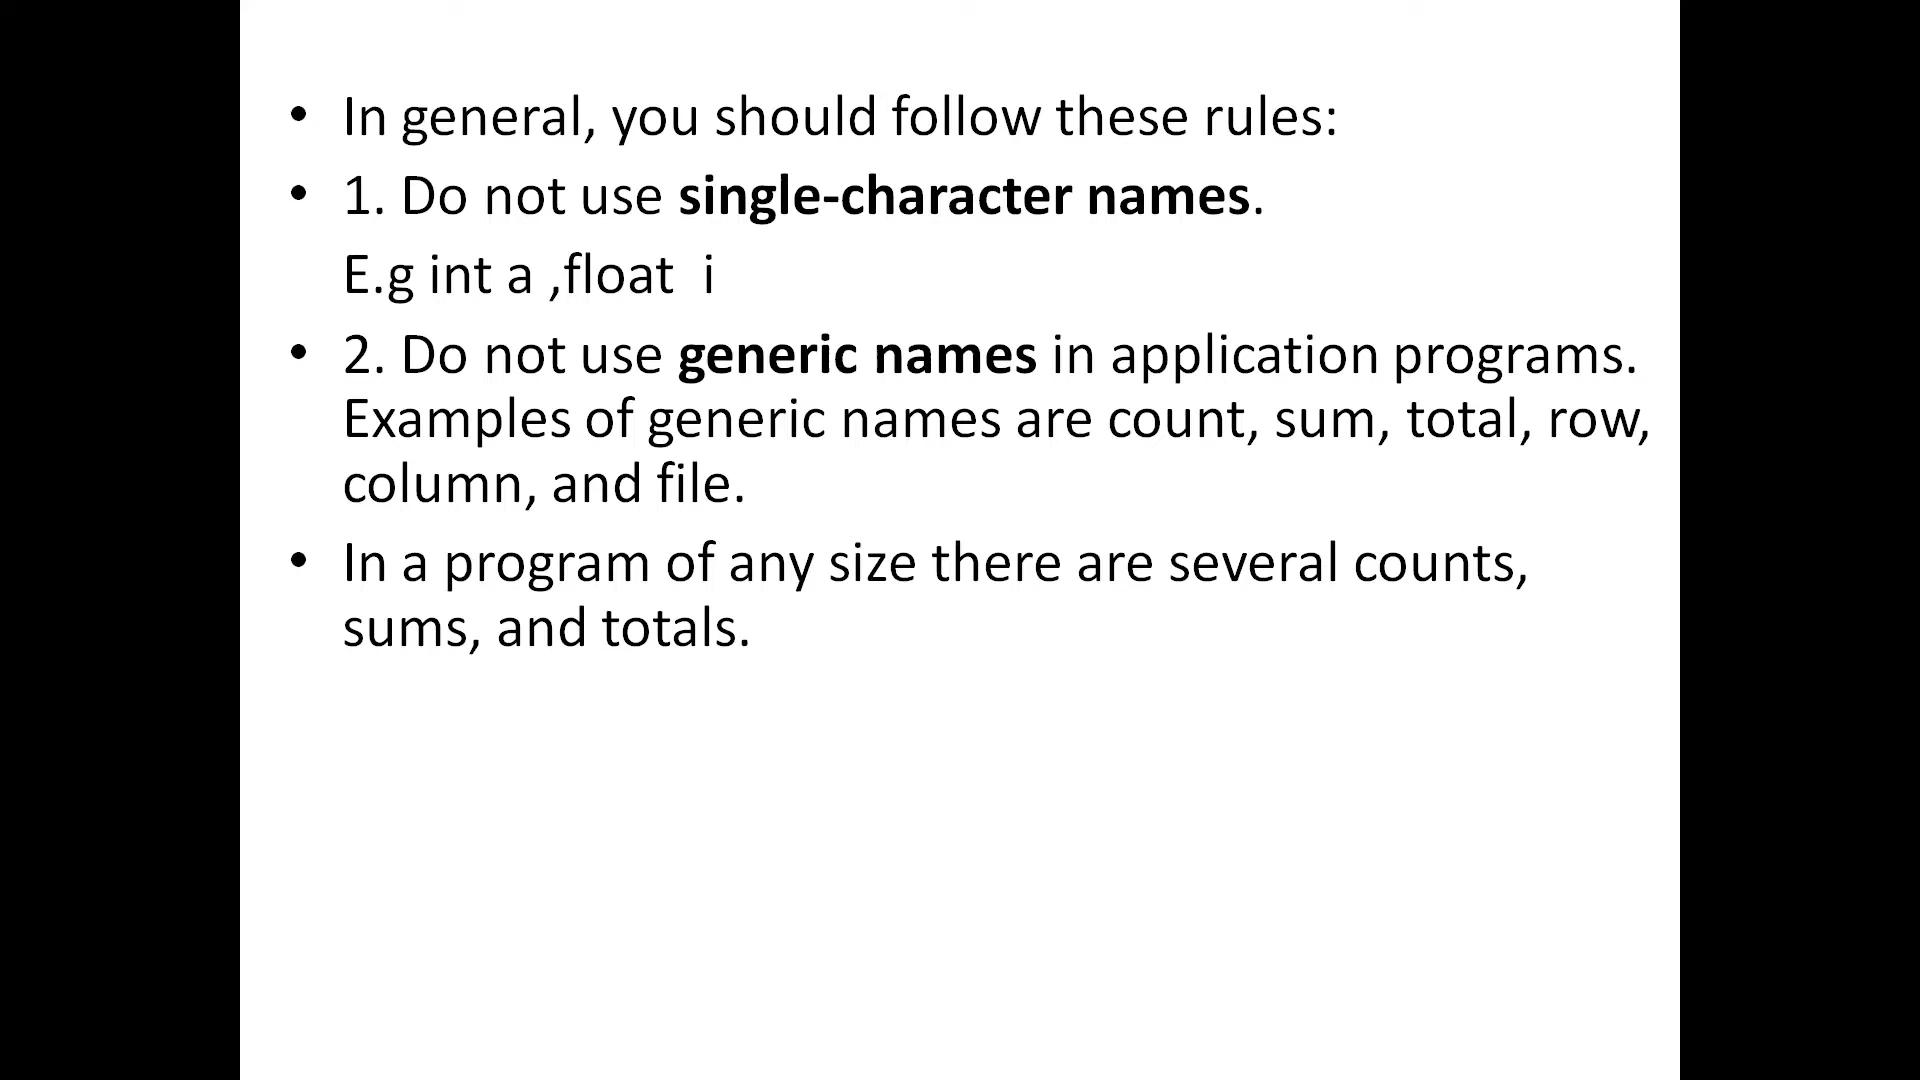 • In general, you should follow these rules:
• 1. Do not use single-character names.
E.g int a ,float  i
• 2. Do not use generic names in application programs.
Examples of generic names are count, sum, total, row,
column, and file.
• In a program of any size there are several counts,
sums, and totals.